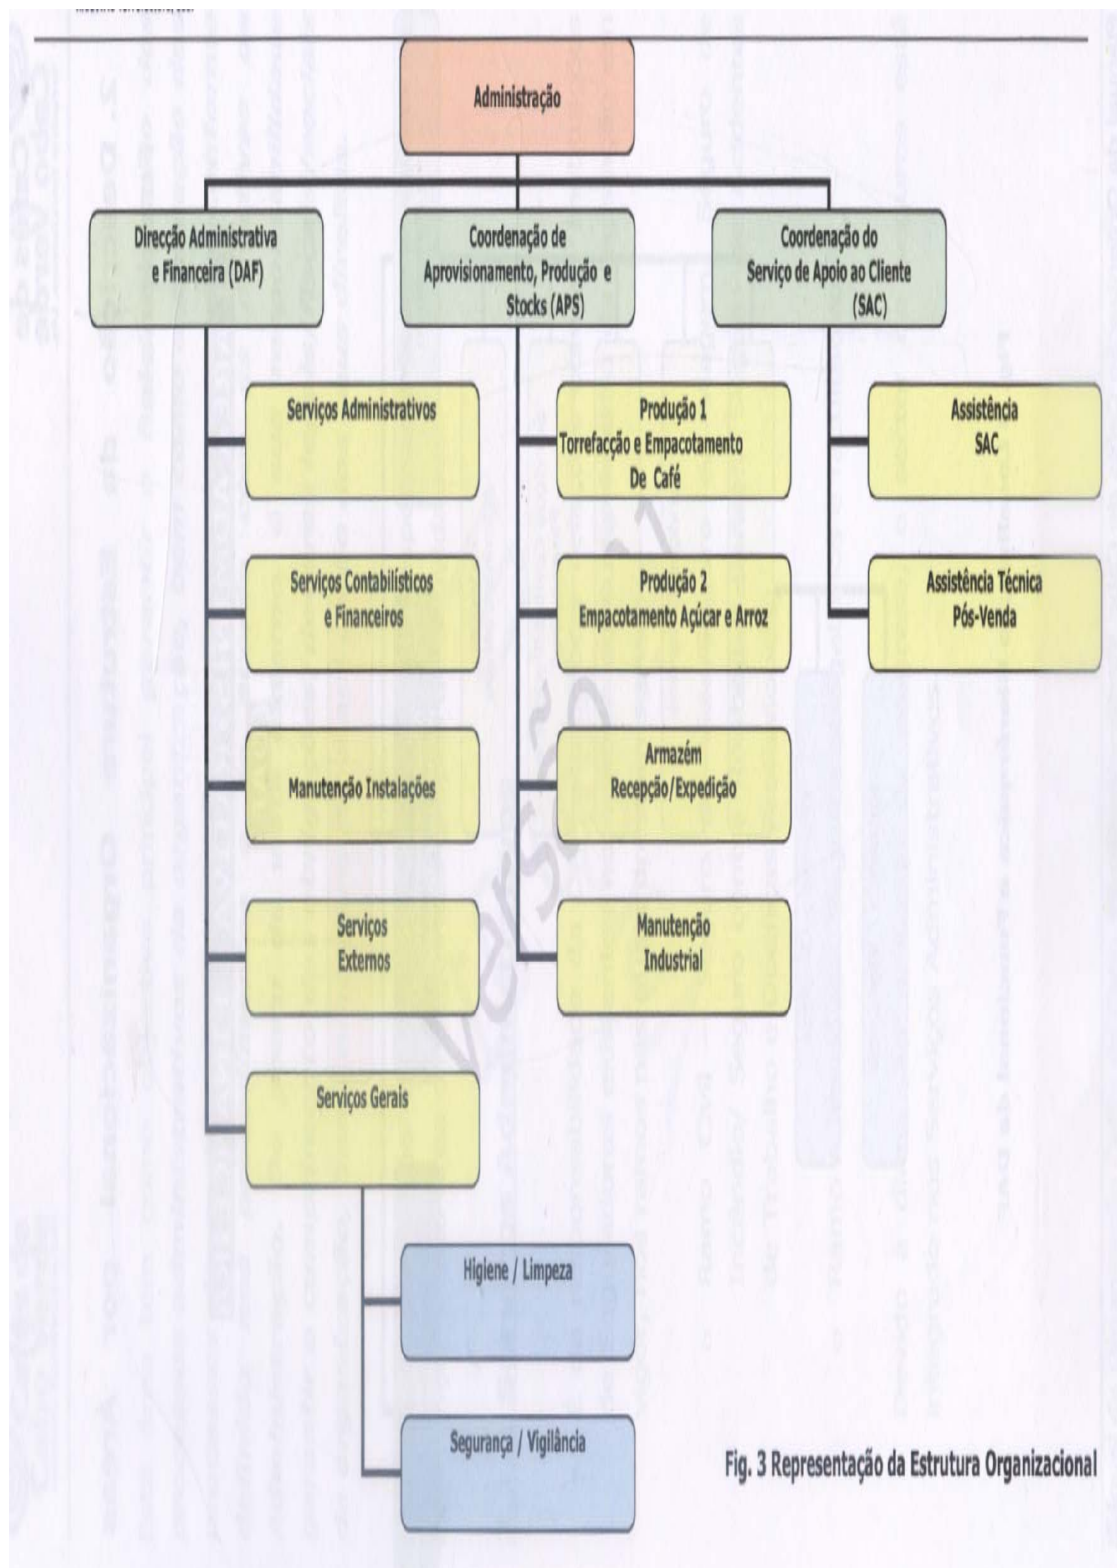 Administração
Direcção Administrativa
e Financeira (DAF)
Coordenação de
Aprovisionamento, Produção e
Stocks (APS)
Coordenação do
Serviço de Apoio ao Cliente
(SAC)
Serviços Administrativos
Produção 1
Torrefacção e Empacotamento
De Café
Assistência
SAC
Serviços Contabilísticos
e Financeiros
Produção 2
Empacotamento Açúcar e Arroz
Assistência Técnica
Pós-Venda
Manutenção Instalações
Armazém
Recepção/Expedição
Serviços
Externos
Manutenção
Industrial
Serviços Gerais
Higiene / Limpeza
Segurança / Vigilância
Versão 1
Fig. 3 Representação da Estrutura Organizacional